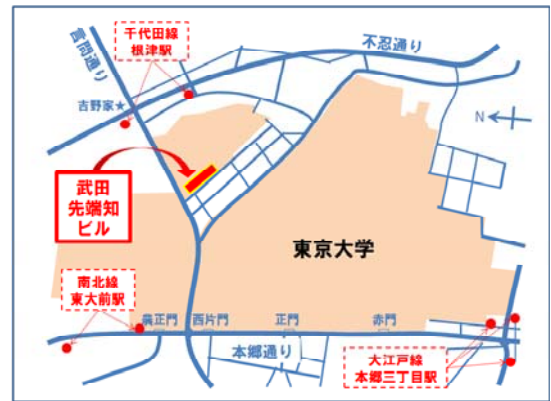 千代田線
根津駅
言問通り
不忍通り
吉野家★
N
武田
先端知
ビル
東京大学
南北線
東大前駅
農正門
西片門
正門
赤門
本郷通り
大江戸線
本郷三丁目駅